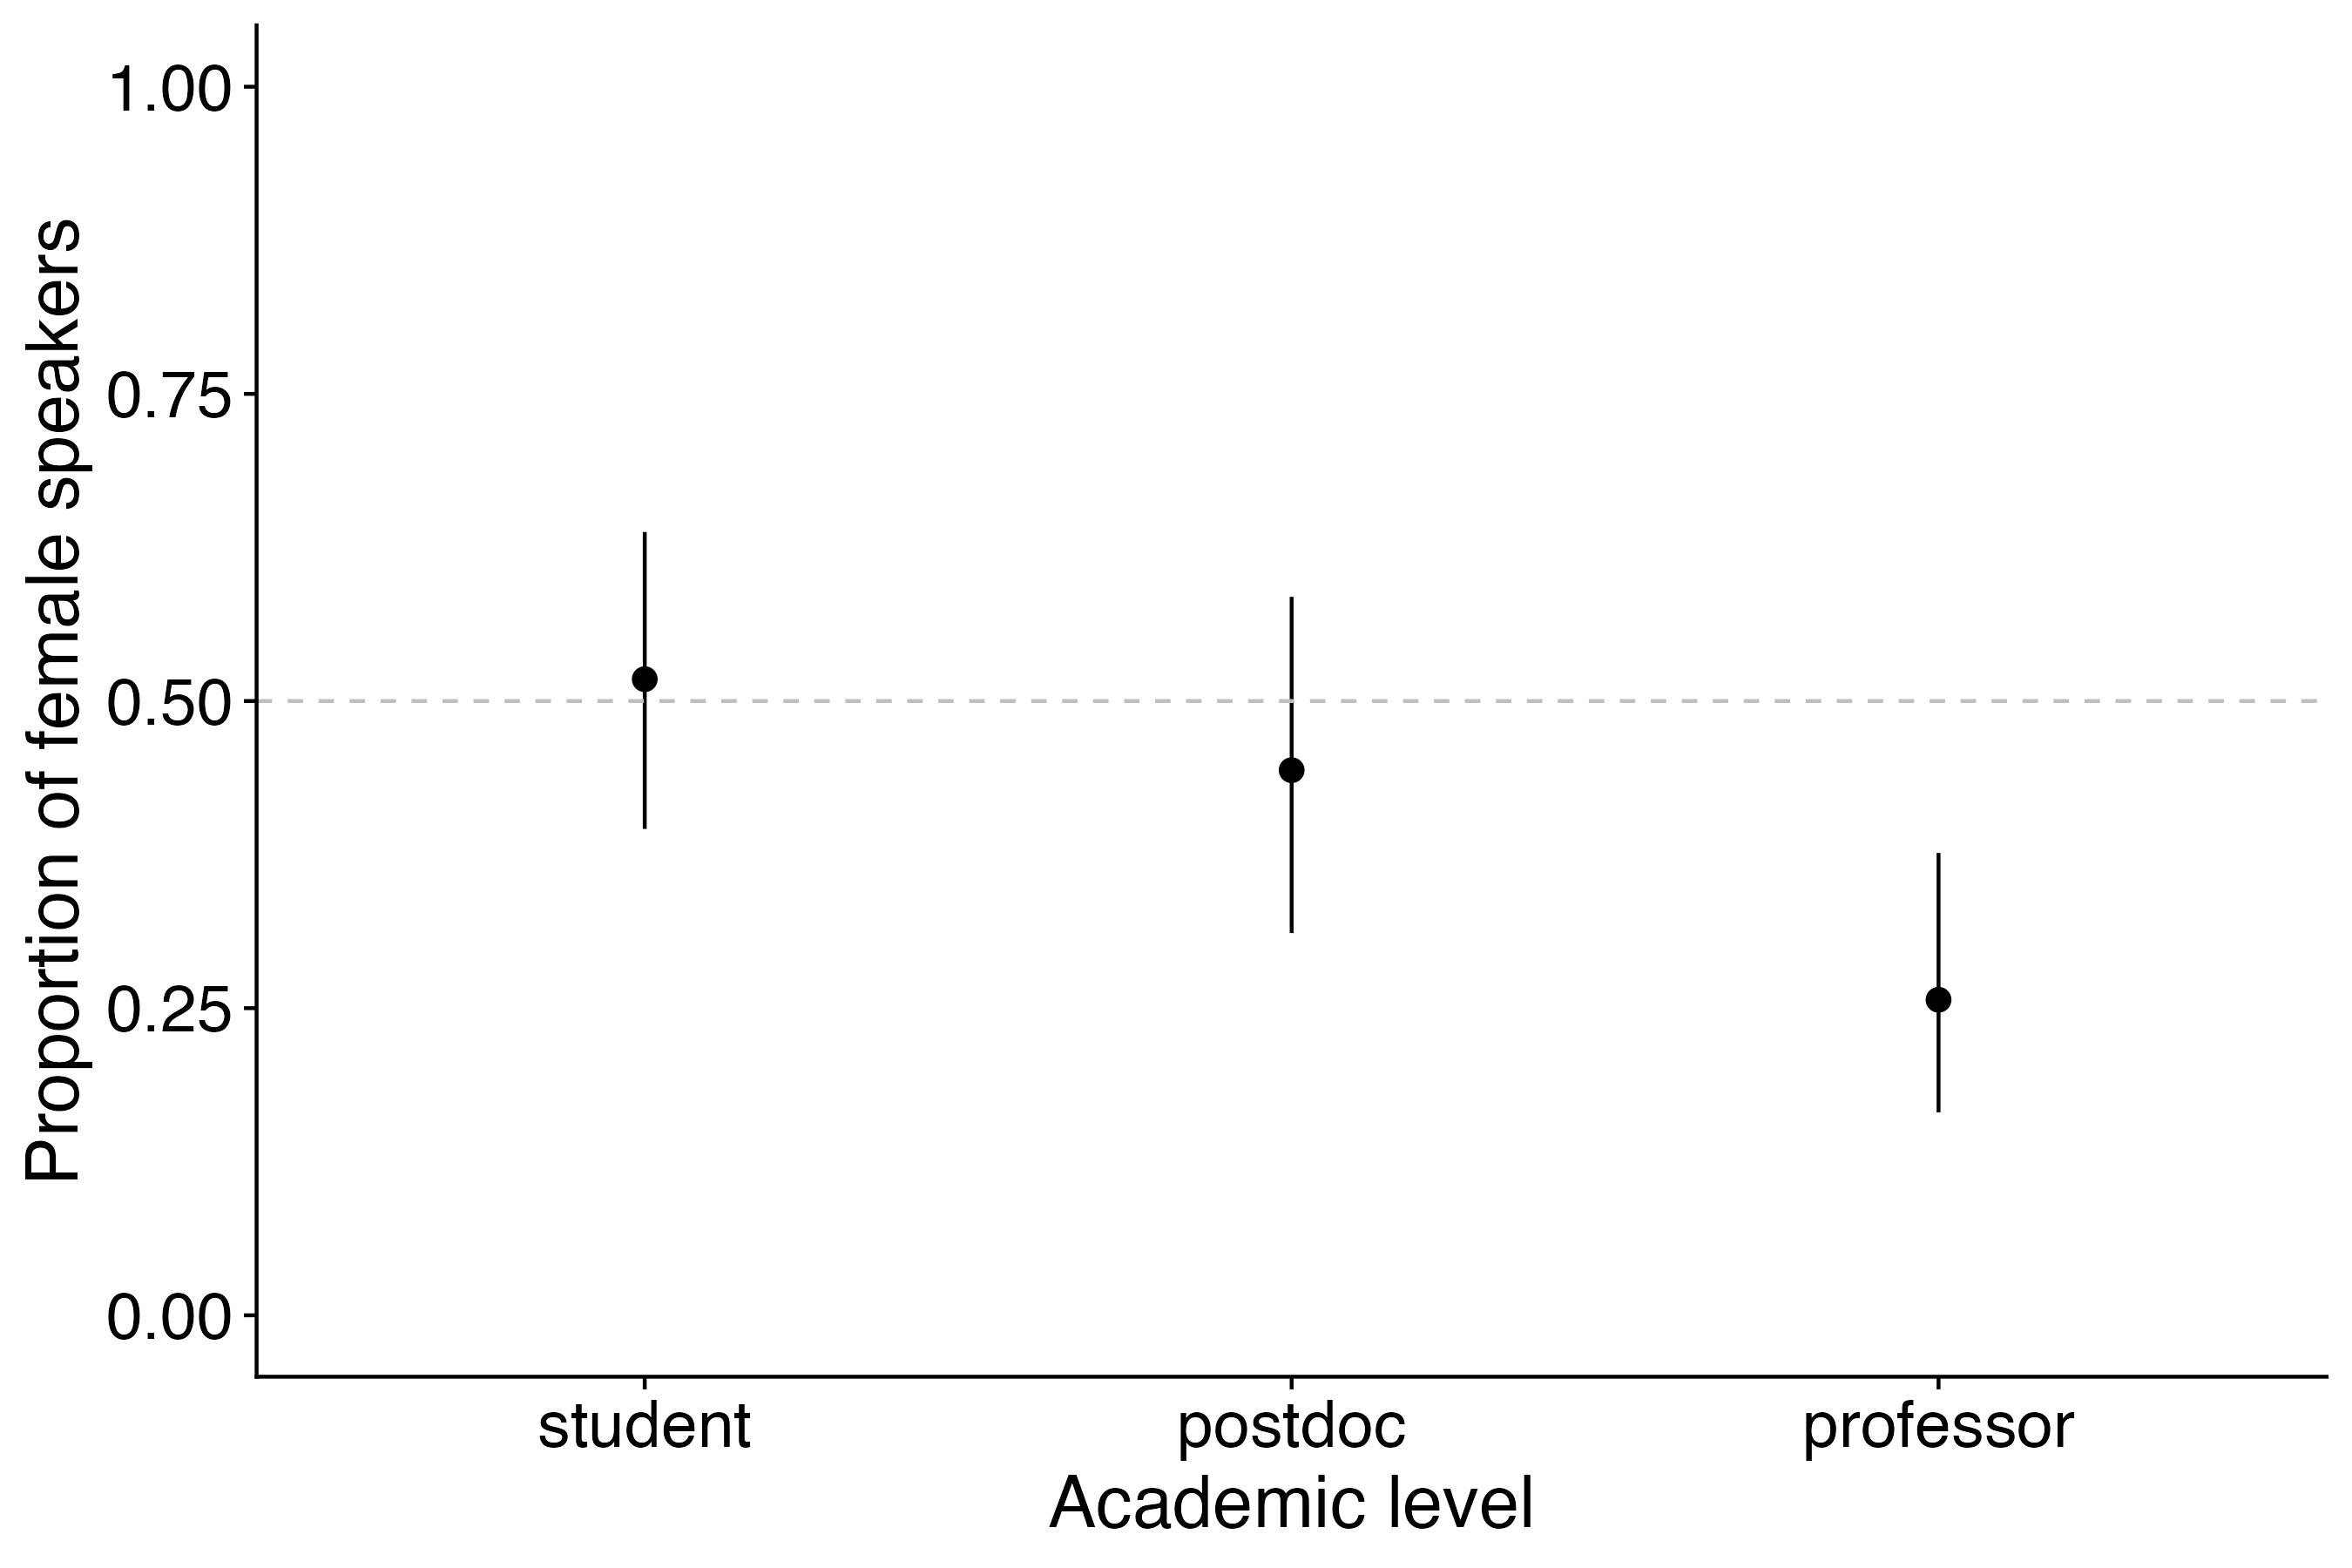 Proportion of female speakers
1.00
0.75
0.50
0.25
0.00
student
postdoc
professor
Academic level